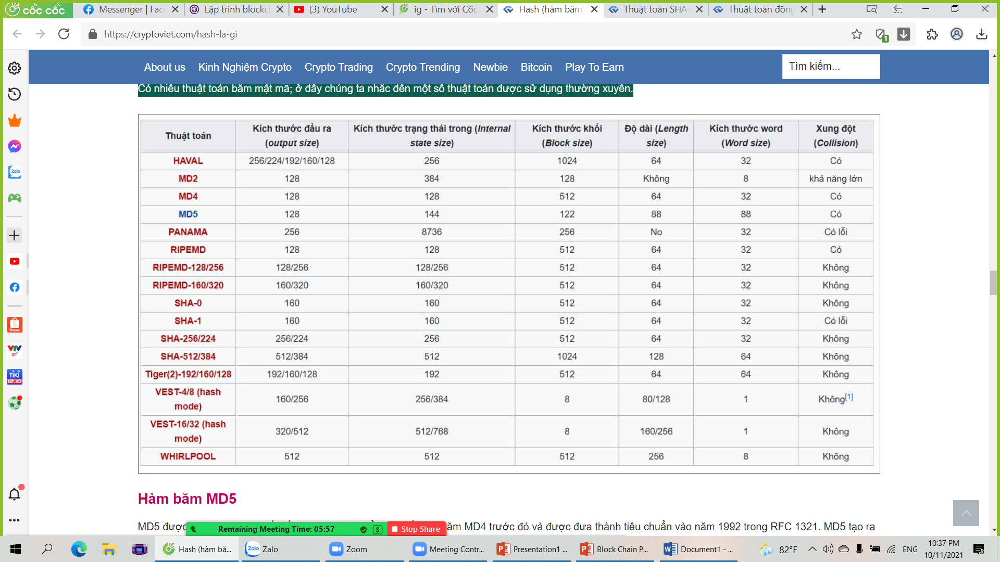 cốc cốc
Messenger | Face
Lập trình blockch
(3) YouTube
ig - Tìm với Cốc
Hash (hàm băm)
Thuật toán SHA-
Thuật toán đồng
https://cryptoviet.com/hash-la-gi
1
About us Kinh Nghiệm Crypto Crypto Trading Crypto Trending Newbie Bitcoin Play To Earn Tìm kiếm...
Có nhiều thuật toán băm mật mã; ở đây chúng ta nhắc đến một số thuật toán được sử dụng thường xuyên.
Thuật toán Kích thước đầu ra (output size) Kích thước trạng thái trong (Internal state size) Kích thước khối (Block size) Độ dài (Length size) Kích thước word (Word size) Xung đột (Collision)
HAVAL 256/224/192/160/128 256 1024 64 32 Có
MD2 128 384 128 Không 8 khả năng lớn
MD4 128 128 512 64 32 Có
MD5 128 144 122 88 88 Có
PANAMA 256 8736 256 No 32 Có lỗi
RIPEMD 128 128 512 64 32 Có
RIPEMD-128/256 128/256 128/256 512 64 32 Không
RIPEMD-160/320 160/320 160/320 512 64 32 Không
SHA-0 160 160 512 64 32 Không
SHA-1 160 160 512 64 32 Có lỗi
SHA-256/224 256/224 256 512 64 32 Không
SHA-512/384 512/384 512 1024 128 64 Không
Tiger(2)-192/160/128 192/160/128 192 512 64 64 Không
VEST-4/8 (hash mode) 160/256 256/384 8 80/128 1 Không[1]
VEST-16/32 (hash mode) 320/512 512/768 8 160/256 1 Không
WHIRLPOOL 512 512 512 256 8 Không
Zalo
Shopee
VTV go
TIKI
12.10
Hàm băm MD5
MD5 được
ăm MD4 trước đó và được đưa thành tiêu chuẩn vào năm 1992 trong RFC 1321. MD5 tạo ra
Remaining Meeting Time: 05:57 Stop Share
Hash (hàm bă... Zalo Zoom Meeting Contr... Presentation1 ... Block Chain P... Document1 - ... 82°F ENG
10:37 PM
10/11/2021